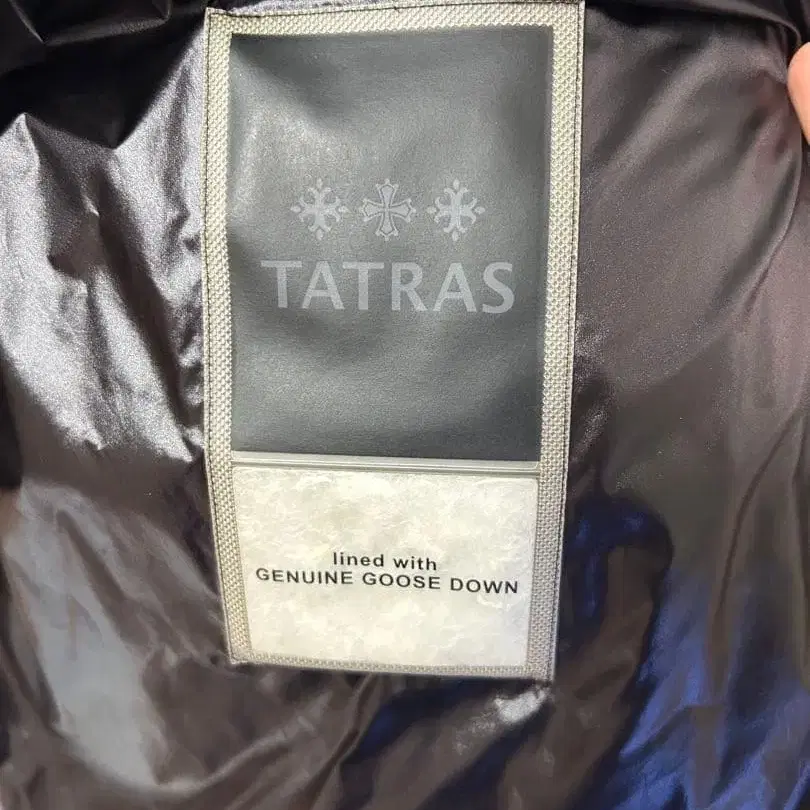 TATRAS
lined with
GENUINE GOOSE DOWN